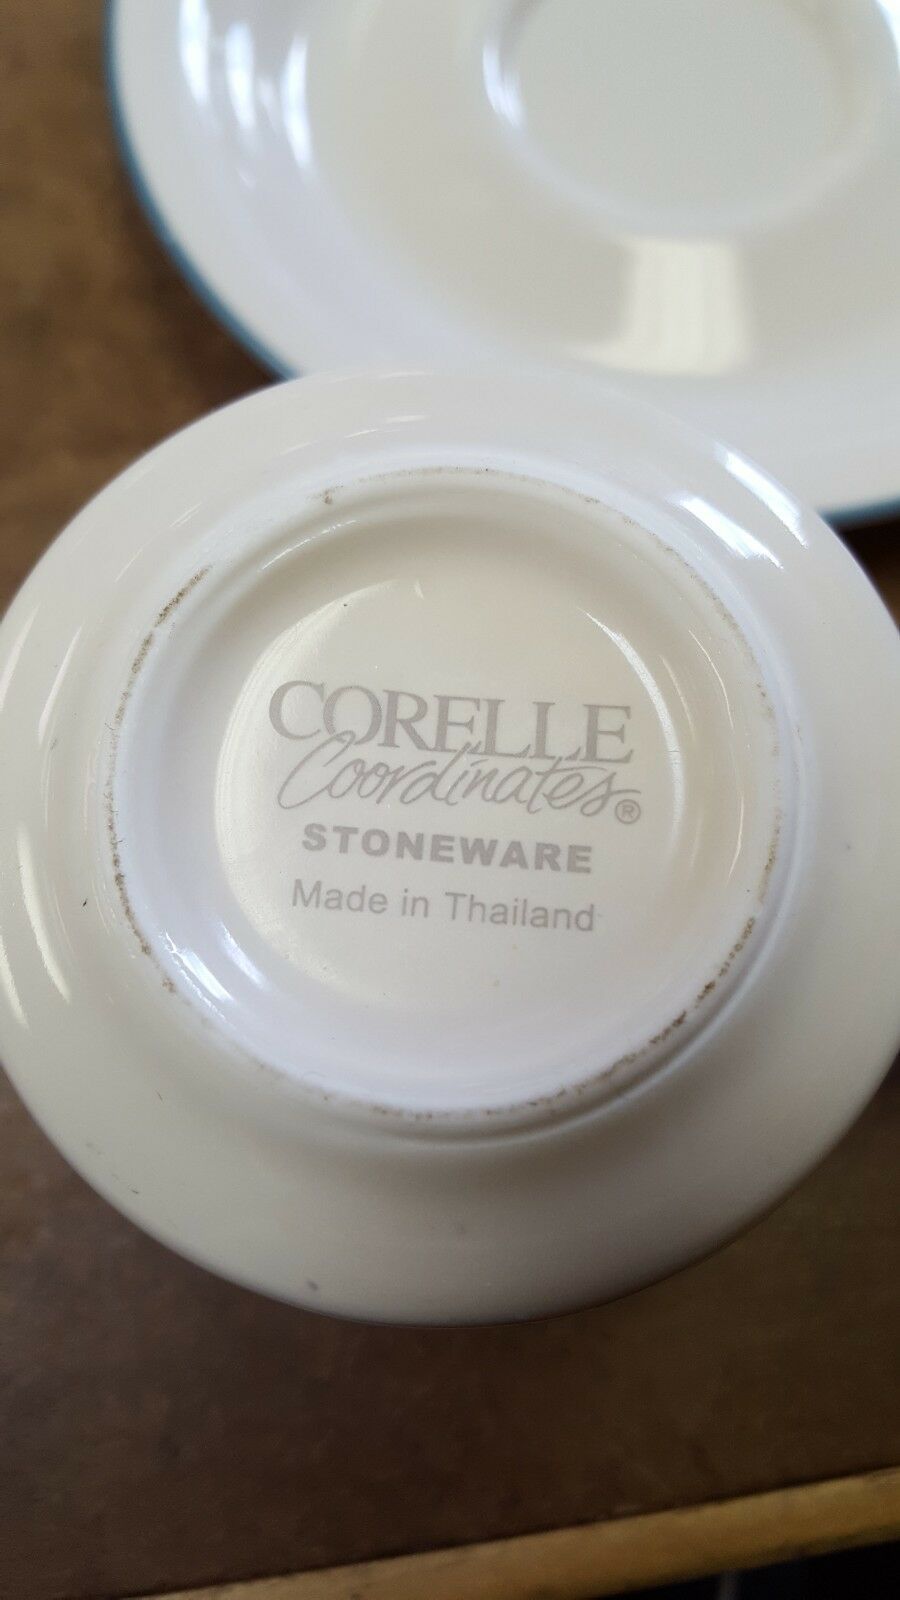 CORELLE
Coordinates®
STONEWARE
Made in Thailand